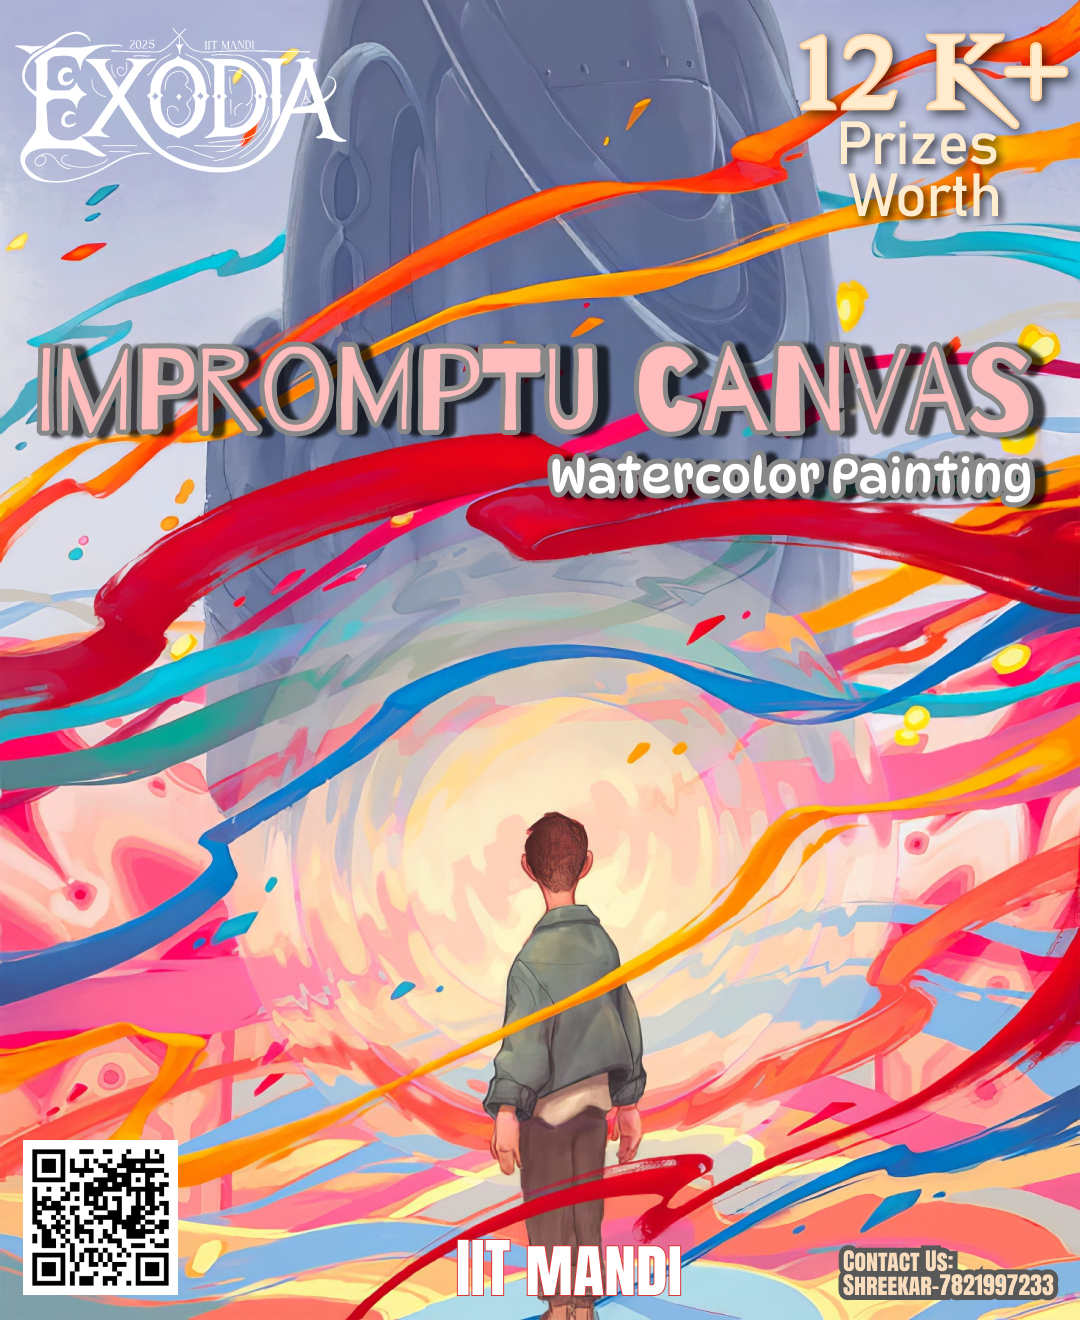 2025 IIT MANDI
EXODIA
12 K+
Prizes
Worth
IMPROMPTU CANVAS
Watercolor Painting
IIT MANDI
CONTACT US:
SHREEKAR-7821997233